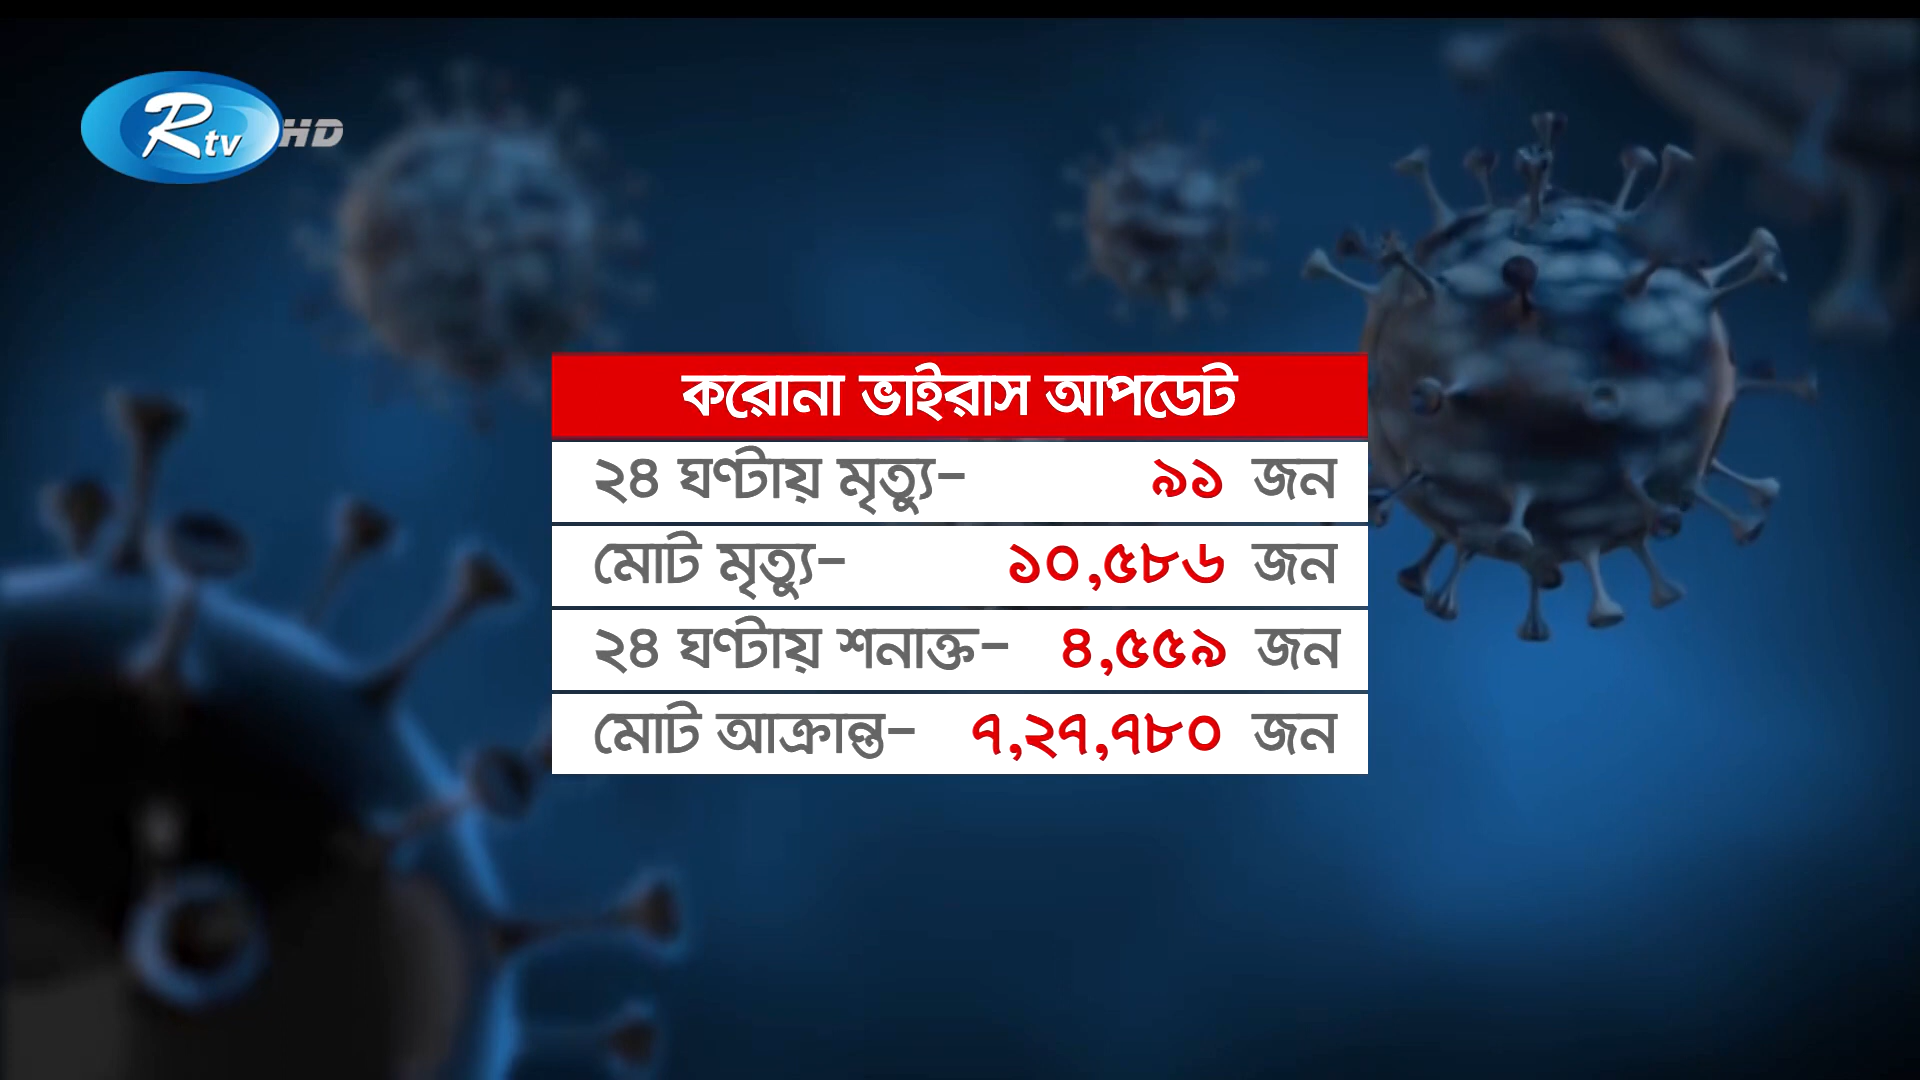 Rtv HD
করোনা ভাইরাস আপডেট
২৪ ঘণ্টায় মৃত্যু- ৯১ জন
মোট মৃত্যু- ১০,৫৮৬ জন
২৪ ঘণ্টায় শনাক্ত- ৪,৫৫৯ জন
মোট আক্রান্ত- ৭,২৭,৭৮০ জন